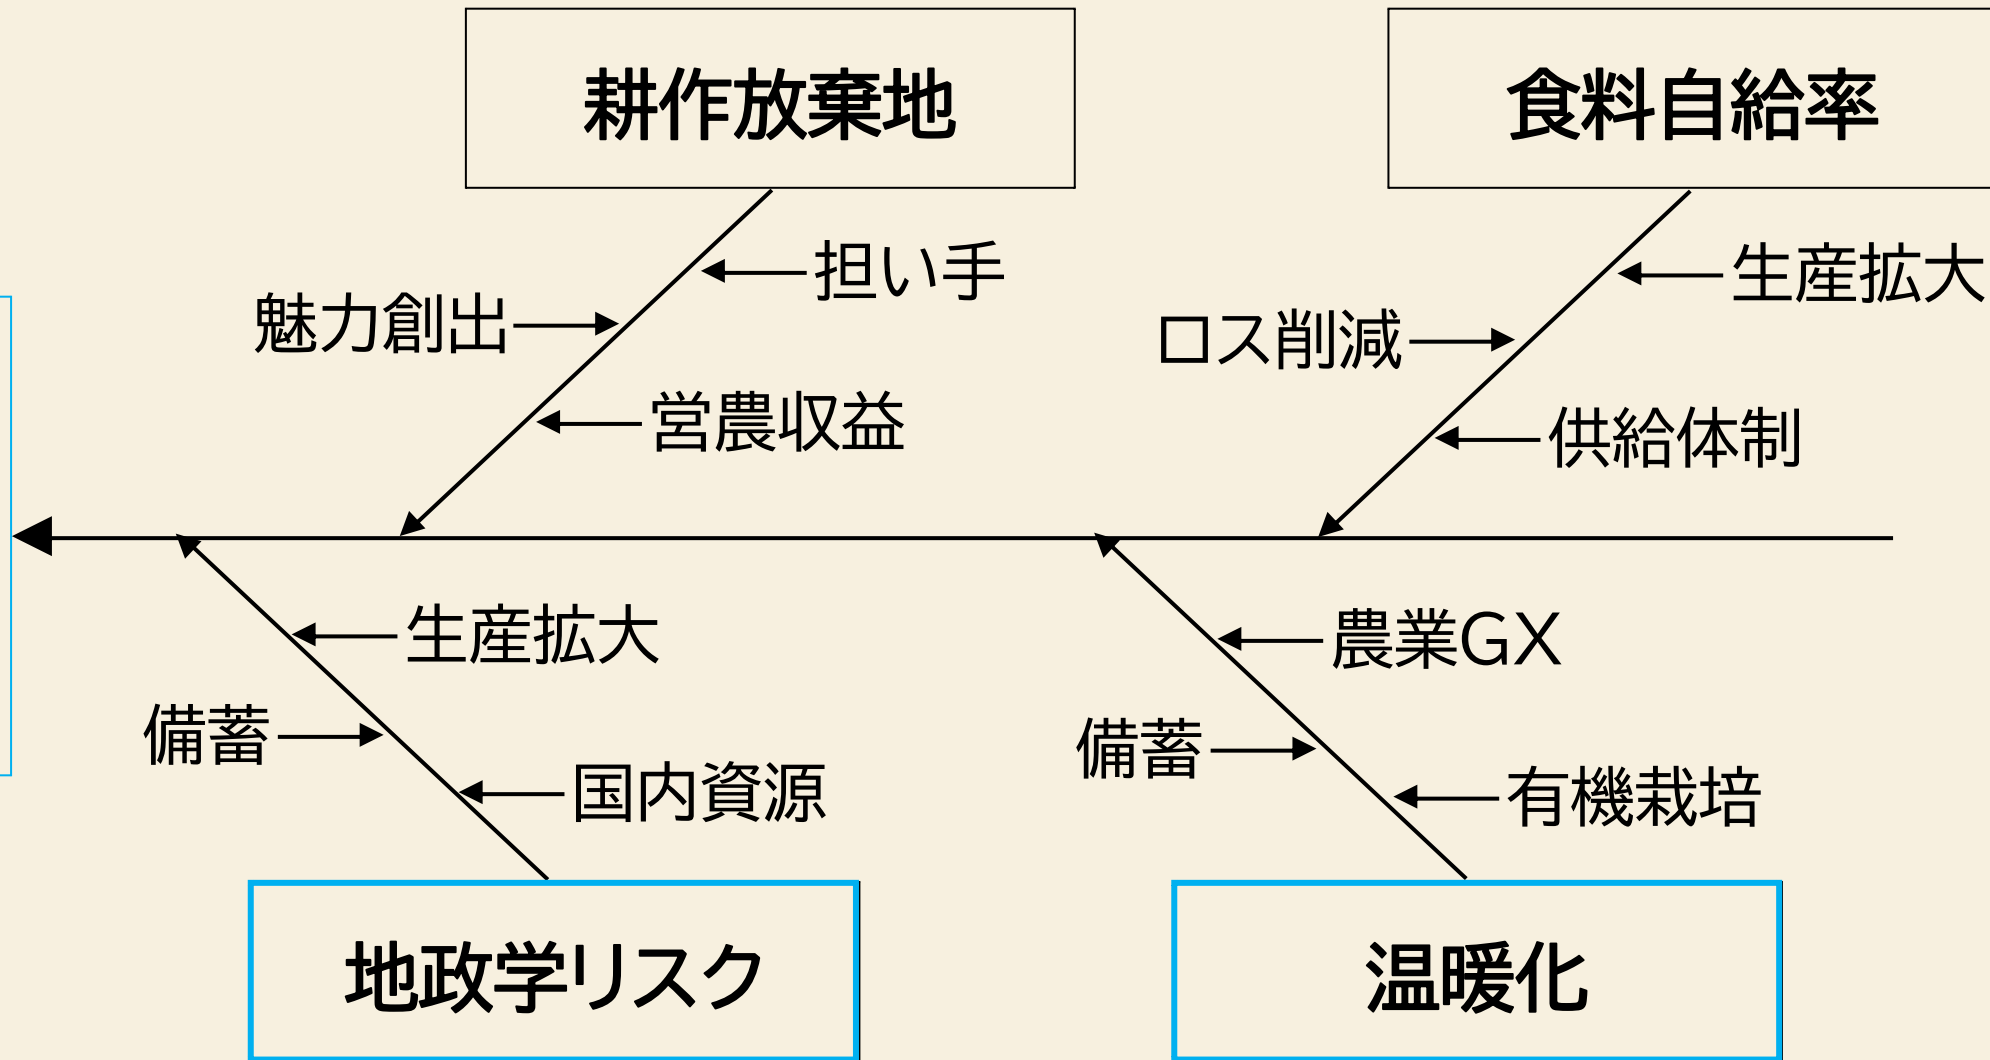 耕作放棄地
食料自給率
担い手
生産拡大
魅力創出
ロス削減
営農収益
供給体制
生産拡大
農業GX
備蓄
備蓄
国内資源
有機栽培
地政学リスク
温暖化